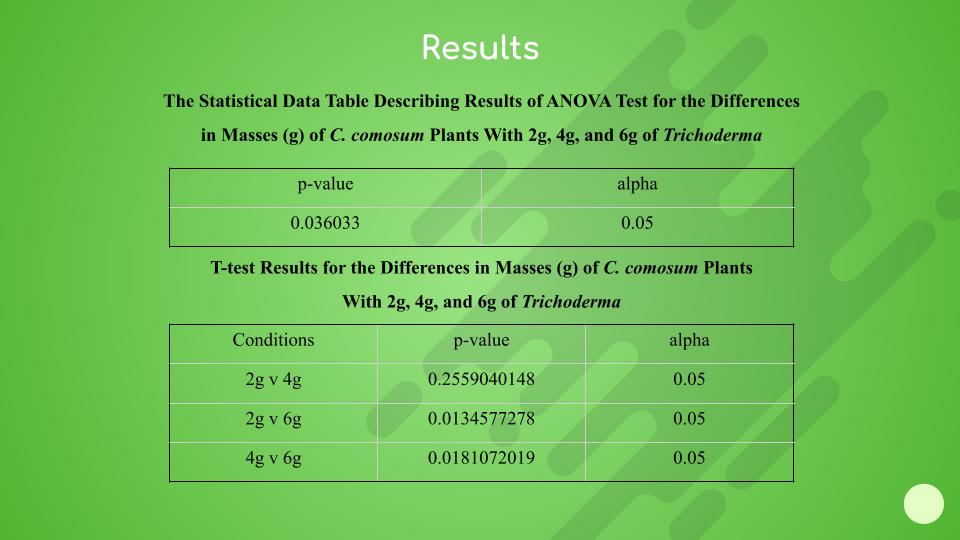 Results
The Statistical Data Table Describing Results of ANOVA Test for the Differences
in Masses (g) of C. comosum Plants With 2g, 4g, and 6g of Trichoderma
p-value alpha
0.036033 0.05
T-test Results for the Differences in Masses (g) of C. comosum Plants
With 2g, 4g, and 6g of Trichoderma
Conditions p-value alpha
2g v 4g 0.2559040148 0.05
2g v 6g 0.0134577278 0.05
4g v 6g 0.0181072019 0.05